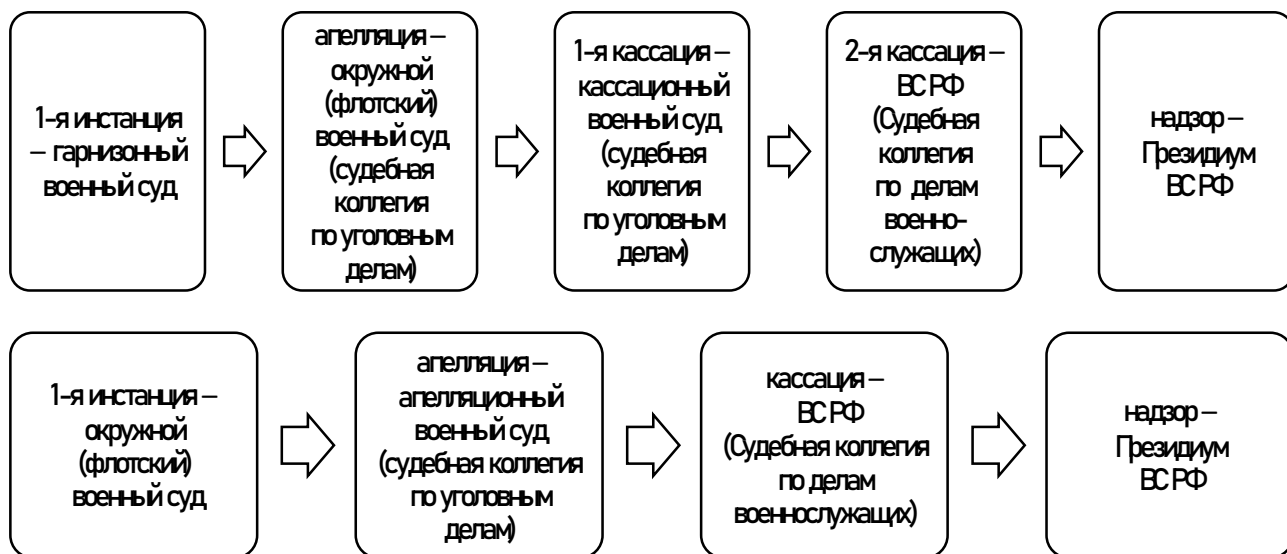 1-я инстанция
– гарнизонный
военный суд
апелляция –
окружной
(флотский)
военный суд
(судебная
коллегия
по уголовным
делам)
1-я кассация –
кассационный
военный суд
(судебная
коллегия
по уголовным
делам)
2-я кассация –
ВС РФ
(Судебная
коллегия
по делам
военно-
служащих)
надзор –
Президиум
ВС РФ
1-я инстанция –
окружной
(флотский)
военный суд
апелляция –
апелляционный
военный суд
(судебная коллегия
по уголовным
делам)
кассация –
ВС РФ
(Судебная коллегия
по делам
военнослужащих)
надзор –
Президиум
ВС РФ